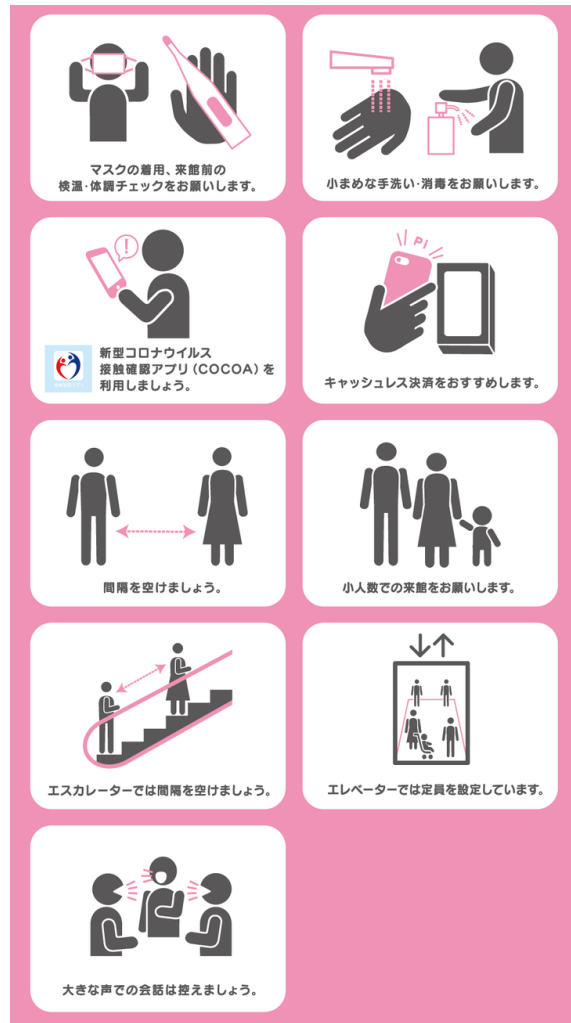 マスクの着用、来館前の
検温・体調チェックをお願いします。
小まめな手洗い・消毒をお願いします。
!
新型コロナウイルス
接触確認アプリ(COCOA)を
利用しましょう。
Pi
キャッシュレス決済をおすすめします。
間隔を空けましょう。
小人数での来館をお願いします。
エスカレーターでは間隔を空けましょう。
エレベーターでは定員を設定しています。
大きな声での会話は控えましょう。